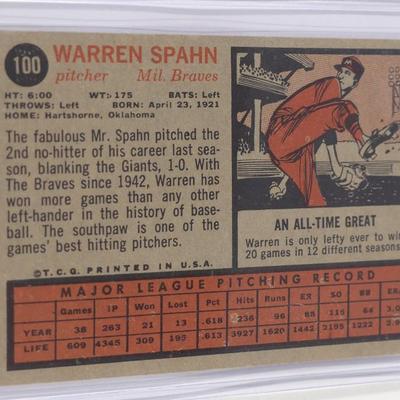 100
WARREN SPAHN
pitcher Mil. Braves
HT: 6:00 WT: 175 BATS: Left
THROWS: Left BORN: April 23, 1921
HOME: Hartshorne, Oklahoma
The fabulous Mr. Spahn pitched the
2nd no-hitter of his career last sea-
son, blanking the Giants, 1-0. With
The Braves since 1942, Warren has
won more games than any other
left-hander in the history of base-
ball. The southpaw is one of the
games' best hitting pitchers.
©T.C.G. PRINTED IN U.S.A.
AN ALL-TIME GREAT
Warren is only lefty ever to win
20 games in 12 different seasons.
MAJOR LEAGUE PITCHING RECORD
Games IP Won Lost Pct Hits Runs ER SO BB ERA
YEAR 38 263 21 13 .618 236 96 88 115 64
LIFE 609 4345 309 195 .613 3927 1620 1442 2195 1222